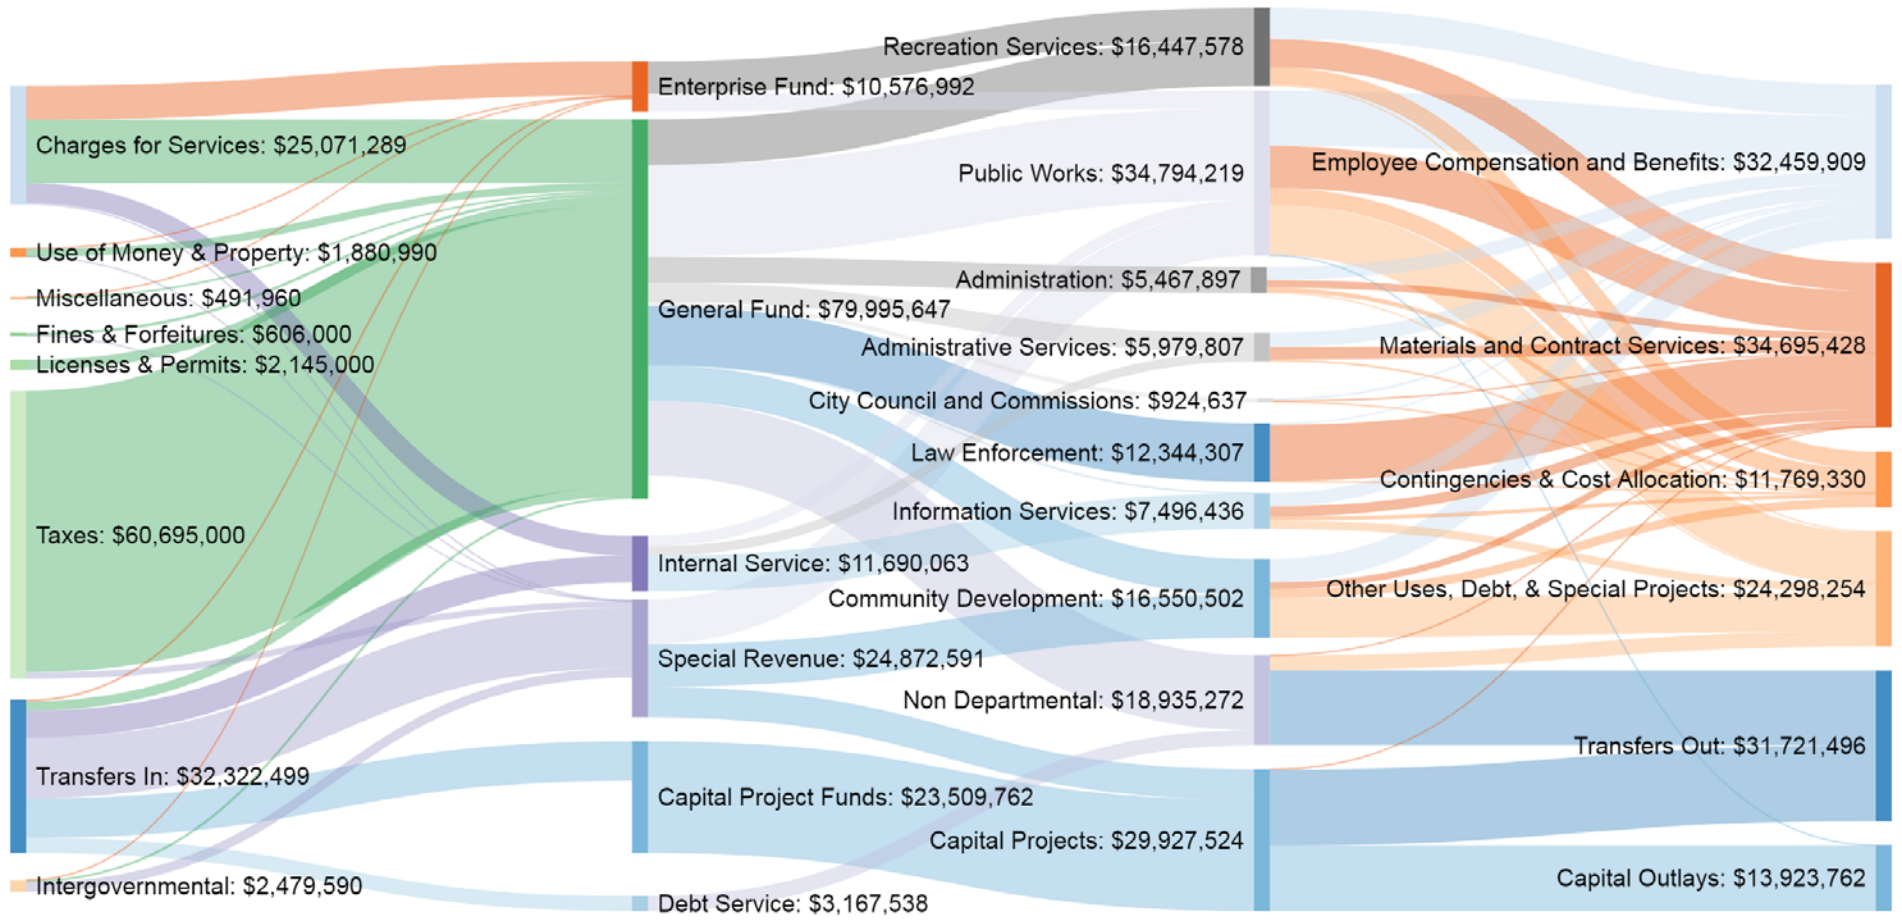 Charges for Services: $25,071,289
Use of Money & Property: $1,880,990
Miscellaneous: $491,960
Fines & Forfeitures: $606,000
Licenses & Permits: $2,145,000
Taxes: $60,695,000
Transfers In: $32,322,499
Intergovernmental: $2,479,590
Enterprise Fund: $10,576,992
General Fund: $79,995,647
Internal Service: $11,690,063
Special Revenue: $24,872,591
Capital Project Funds: $23,509,762
Debt Service: $3,167,538
Recreation Services: $16,447,578
Public Works: $34,794,219
Administration: $5,467,897
Administrative Services: $5,979,807
City Council and Commissions: $924,637
Law Enforcement: $12,344,307
Information Services: $7,496,436
Community Development: $16,550,502
Non Departmental: $18,935,272
Capital Projects: $29,927,524
Employee Compensation and Benefits: $32,459,909
Materials and Contract Services: $34,695,428
Contingencies & Cost Allocation: $11,769,330
Other Uses, Debt, & Special Projects: $24,298,254
Transfers Out: $31,721,496
Capital Outlays: $13,923,762